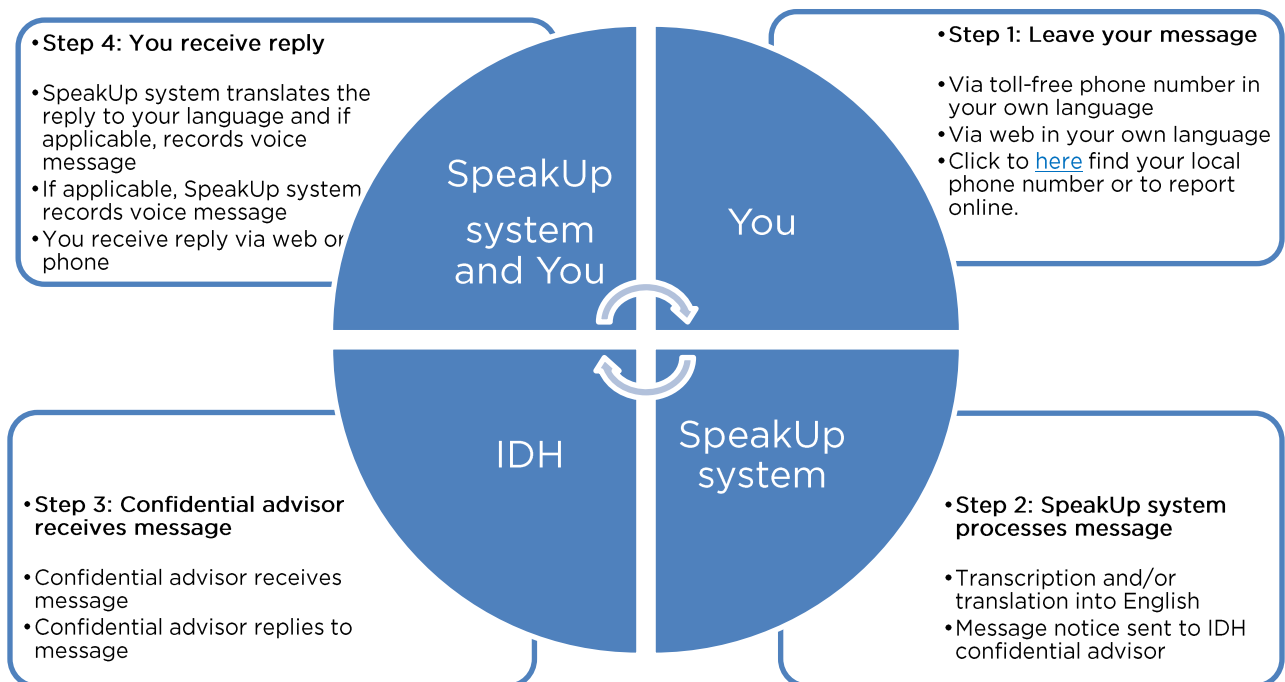 • Step 4: You receive reply
• SpeakUp system translates the
reply to your language and if
applicable, records voice
message
• If applicable, SpeakUp system
records voice message
• You receive reply via web or
phone
• Step 1: Leave your message
• Via toll-free phone number in
your own language
• Via web in your own language
• Click to here find your local
phone number or to report
online.
SpeakUp
system
and You
You
IDH
SpeakUp
system
• Step 3: Confidential advisor
receives message
• Confidential advisor receives
message
• Confidential advisor replies to
message
• Step 2: SpeakUp system
processes message
• Transcription and/or
translation into English
• Message notice sent to IDH
confidential advisor